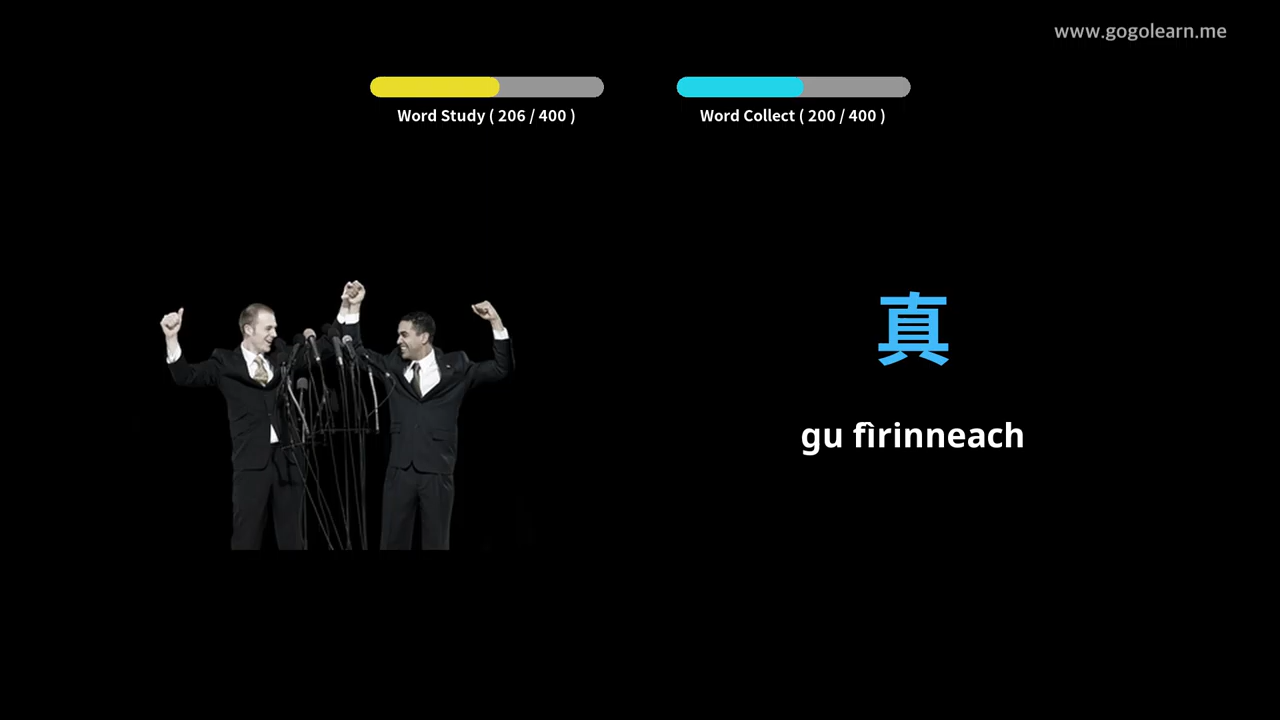 www.gogolearn.me
Word Study ( 206 / 400 )
Word Collect ( 200 / 400 )
真
gu fìrinneach